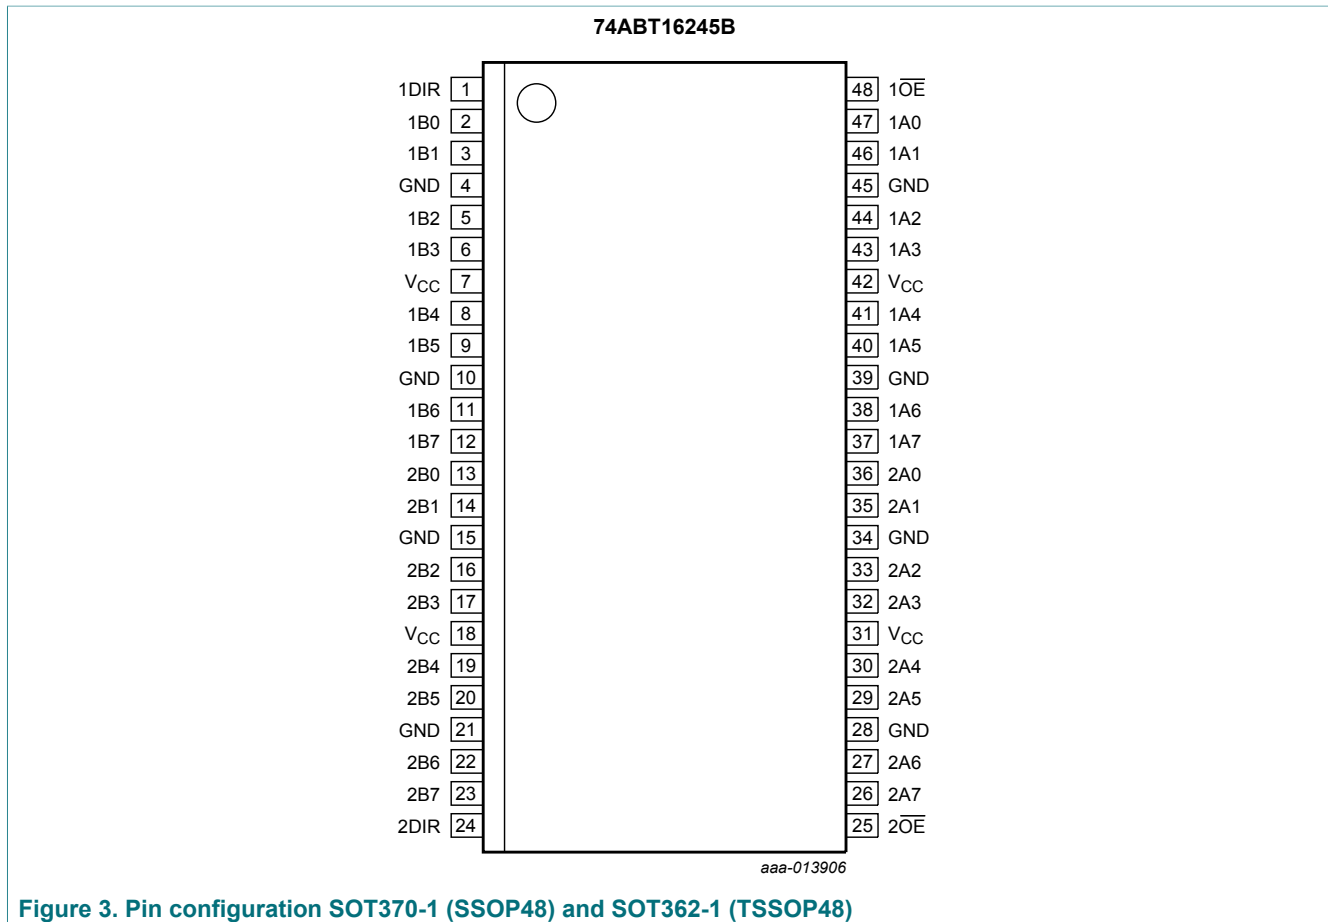 74ABT16245B
1DIR 1 48 1O̅E̅
1B0 2 47 1A0
1B1 3 46 1A1
GND 4 45 GND
1B2 5 44 1A2
1B3 6 43 1A3
VCC 7 42 VCC
1B4 8 41 1A4
1B5 9 40 1A5
GND 10 39 GND
1B6 11 38 1A6
1B7 12 37 1A7
2B0 13 36 2A0
2B1 14 35 2A1
GND 15 34 GND
2B2 16 33 2A2
2B3 17 32 2A3
VCC 18 31 VCC
2B4 19 30 2A4
2B5 20 29 2A5
GND 21 28 GND
2B6 22 27 2A6
2B7 23 26 2A7
2DIR 24 25 2O̅E̅
aaa-013906
Figure 3. Pin configuration SOT370-1 (SSOP48) and SOT362-1 (TSSOP48)